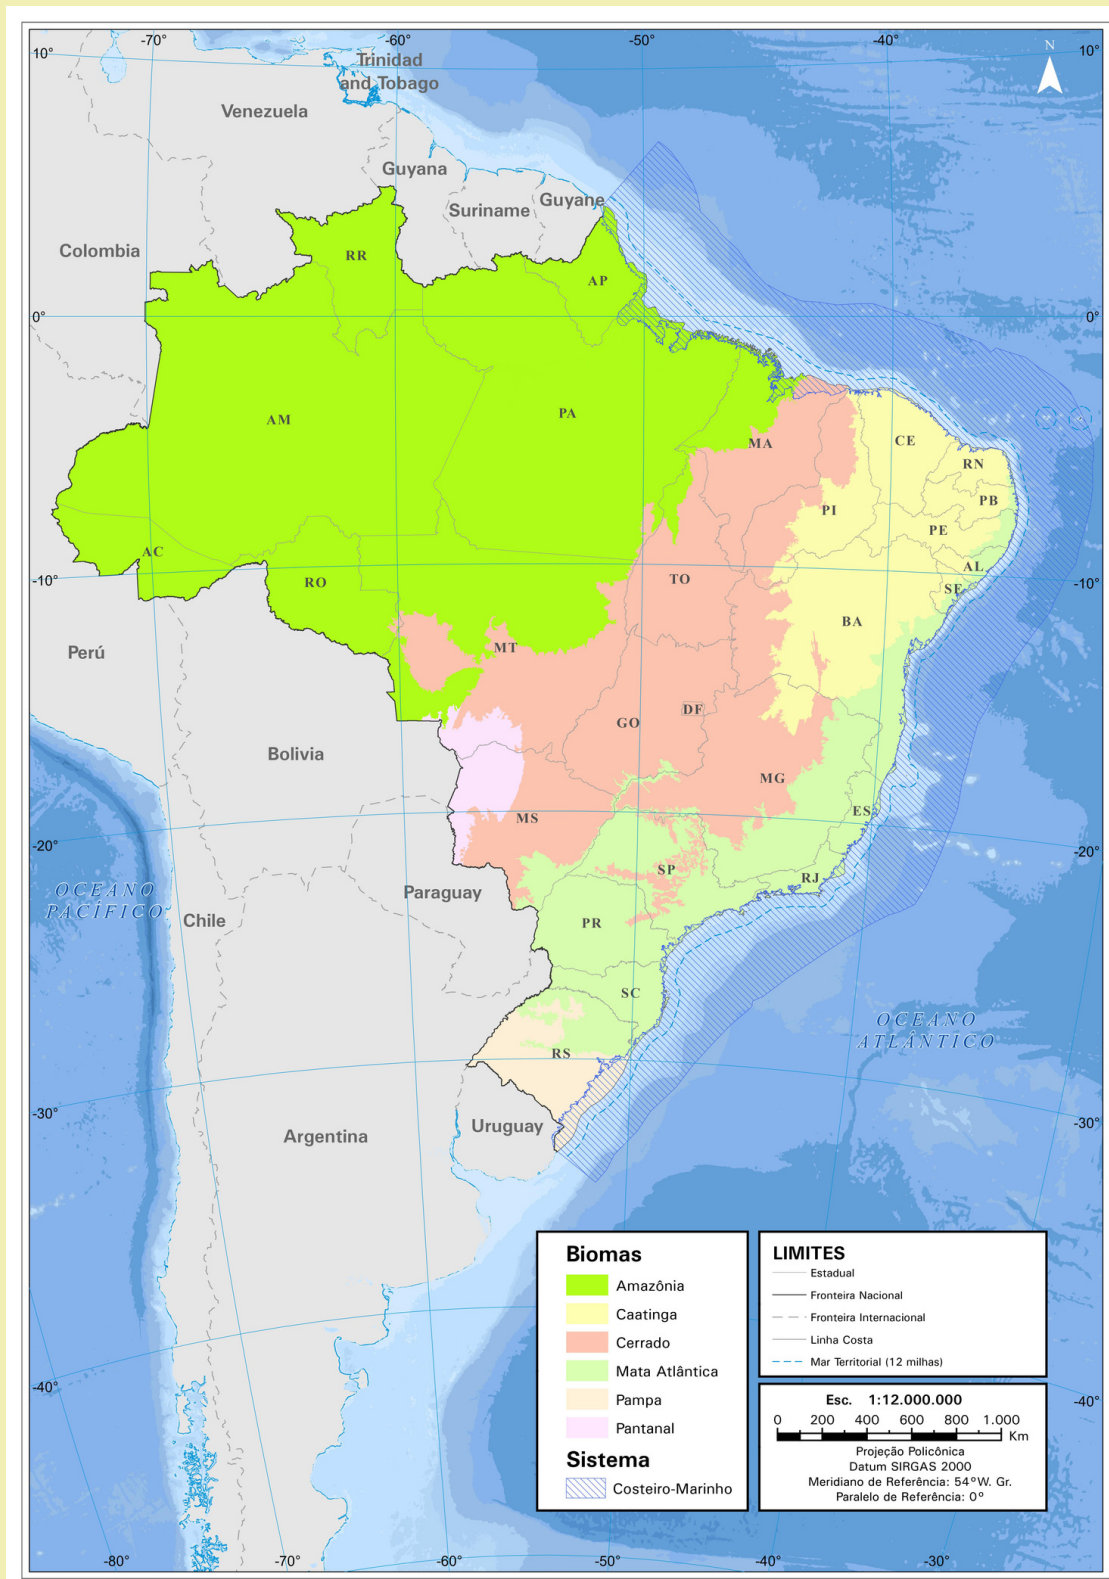 -70°
-60°
-50°
-40°
10°
10°
N
Trinidad
and Tobago
Venezuela
Guyana
Suriname
Guyane
Colombia
RR
AP
0°
0°
AM
PA
MA
CE
RN
PB
PI
PE
AL
SE
AC
RO
TO
BA
-10°
-10°
Perú
MT
GO
DF
Bolivia
MG
ES
MS
-20°
-20°
SP
RJ
OCEANO
PACÍFICO
Chile
Paraguay
PR
SC
OCEANO
ATLÂNTICO
RS
-30°
-30°
Argentina
Uruguay
-40°
-40°
Biomas
Amazônia
Caatinga
Cerrado
Mata Atlântica
Pampa
Pantanal
Sistema
Costeiro-Marinho
LIMITES
Estadual
Fronteira Nacional
Fronteira Internacional
Linha Costa
Mar Territorial (12 milhas)
Esc. 1:12.000.000
0 200 400 600 800 1.000
Km
Projeção Policônica
Datum SIRGAS 2000
Meridiano de Referência: 54°W. Gr.
Paralelo de Referência: 0°
-80°
-70°
-60°
-50°
-40°
-30°